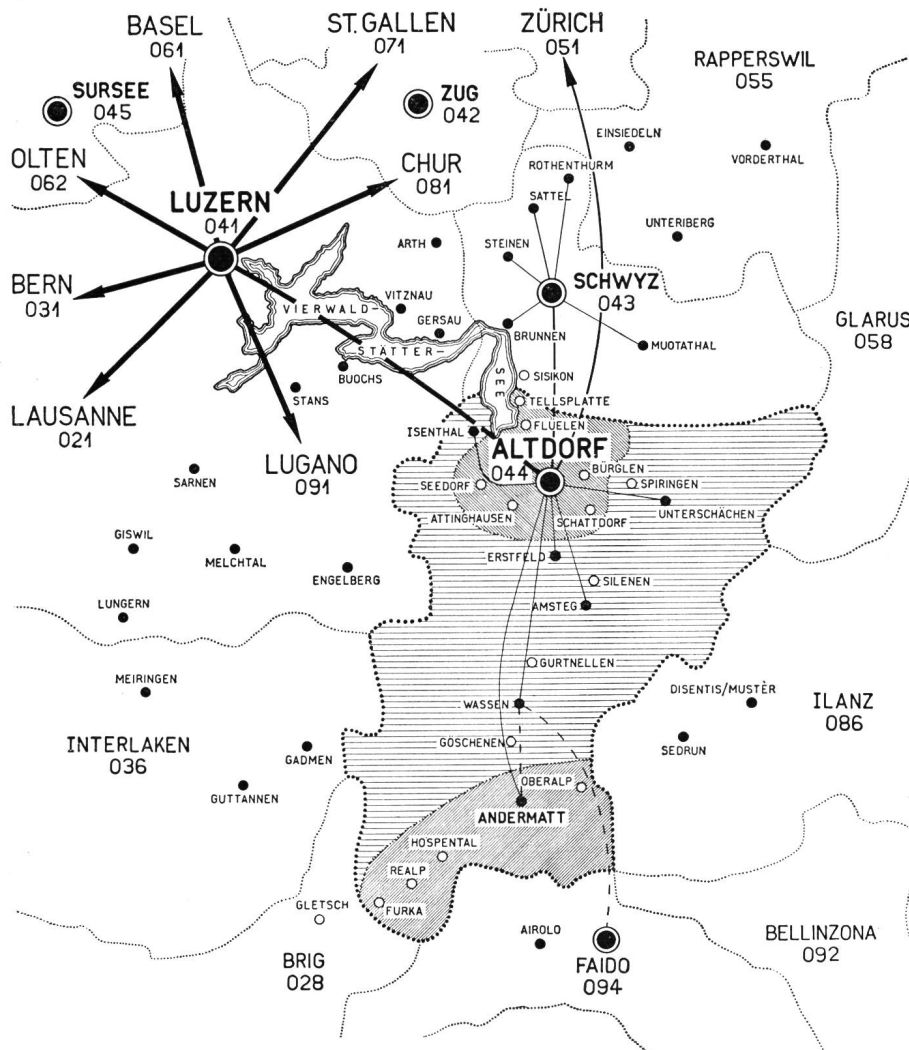 BASEL
061
ST. GALLEN
071
ZÜRICH
051
RAPPERSWIL
055
SURSEE
045
ZUG
042
EINSIEDELN
VORDERTHAL
OLTEN
062
CHUR
081
ROTHENTHURM
LUZERN
041
SATTEL
UNTERIBERG
ARTH
STEINEN
BERN
031
SCHWYZ
043
VITZNAU
VIERWALD-
GERSAU
BRUNNEN
GLARUS
058
MUOTATHAL
STÄTTER-
SEE
BUOCHS
SISIKON
STANS
TELLSPLATTE
LAUSANNE
021
ISENTHAL
FLUELEN
ALTDORF
044
LUGANO
091
SARNEN
BÜRGLEN
SEEDORF
SPIRINGEN
ATTINGHAUSEN
SCHATTDORF
UNTERSCHÄCHEN
GISWIL
MELCHTAL
ENGELBERG
ERSTFELD
SILENEN
LUNGERN
AMSTEG
GURTNELLEN
MEIRINGEN
DISENTIS/MUSTÈR
WASSEN
ILANZ
086
INTERLAKEN
036
GADMEN
GÖSCHENEN
SEDRUN
GUTTANNEN
OBERALP
ANDERMATT
HOSPENTAL
REALP
GLETSCH
FURKA
AIROLO
BELLINZONA
092
BRIG
028
FAIDO
094